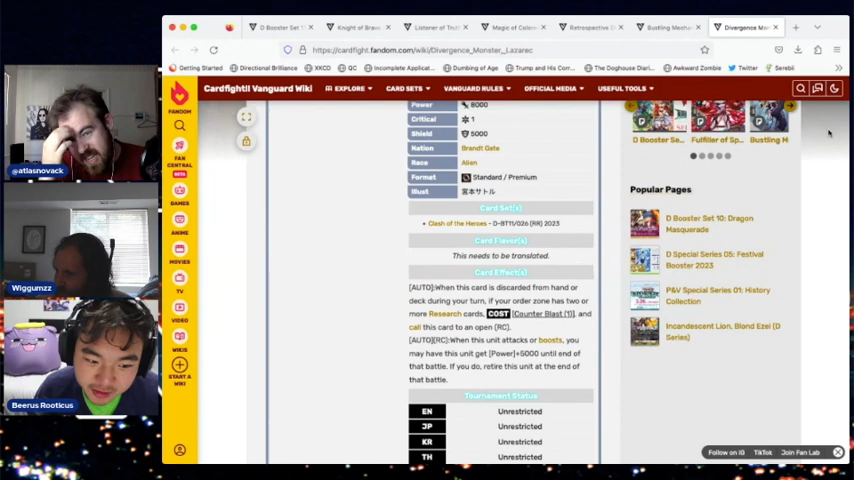 D Booster Set
Knight of Brave
Listener of Truth
Magic of Calam
Retrospective D
Bustling Mecha
Divergence Mon
https://cardfight.fandom.com/wiki/Divergence_Monster,_Lazarec
Getting Started
Directional Brilliance
XKCD
QC
Incomplete Applicat...
Dumbing of Age
Trump and His Corr...
The Doghouse Diari...
Awkward Zombie
Twitter
Serebii
Cardfight!! Vanguard Wiki
EXPLORE
CARD SETS
VANGUARD RULES
OFFICIAL MEDIA
USEFUL TOOLS
FANDOM
FAN CENTRAL
BETA
GAMES
ANIME
MOVIES
TV
VIDEO
WIKIS
START A WIKI
@atlasnovack
Wiggumzz
Beerus Rooticus
Power 8000
Critical 1
Shield 5000
Nation Brandt Gate
Race Alien
Format Standard / Premium
Illust 宮本サトル
Card Set(s)
• Clash of the Heroes - D-BT11/026 (RR) 2023
Card Flavor(s)
This needs to be translated.
Card Effect(s)
[AUTO]:When this card is discarded from hand or
deck during your turn, if your order zone has two or
more Research cards, COST [Counter Blast (1)], and
call this card to an open (RC).
[AUTO](RC):When this unit attacks or boosts, you
may have this unit get [Power]+5000 until end of
that battle. If you do, retire this unit at the end of
that battle.
Tournament Status
EN Unrestricted
JP Unrestricted
KR Unrestricted
TH Unrestricted
D Booster Se...
Fulfiller of Sp...
Bustling M
Popular Pages
D Booster Set 10: Dragon
Masquerade
D Special Series 05: Festival
Booster 2023
P&V Special Series 01: History
Collection
Incandescent Lion, Blond Ezel (D
Series)
Follow on IG
TikTok
Join Fan Lab